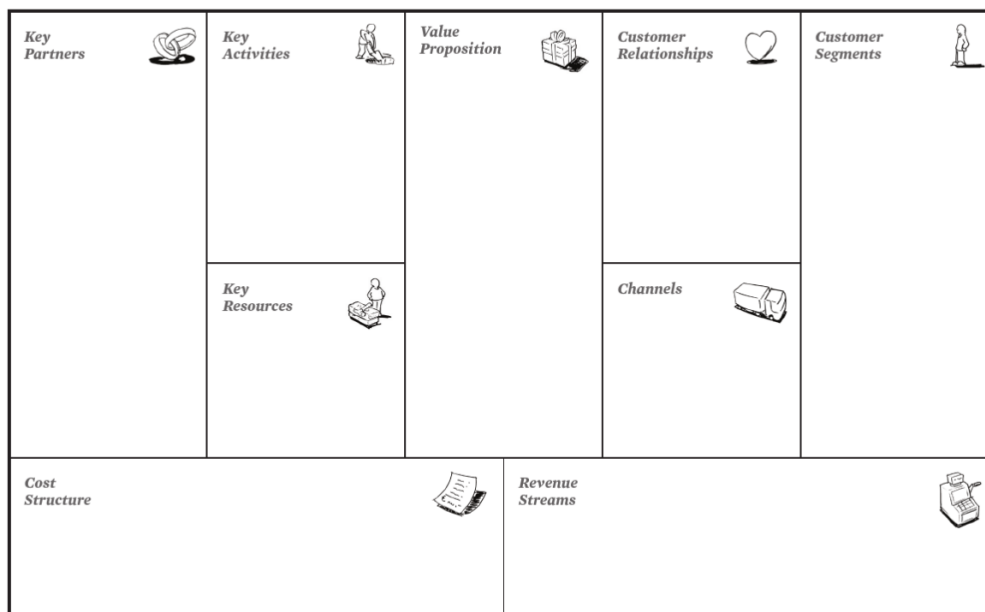 Key
Partners
Key
Activities
Value
Proposition
Customer
Relationships
Customer
Segments
Key
Resources
Channels
Cost
Structure
Revenue
Streams